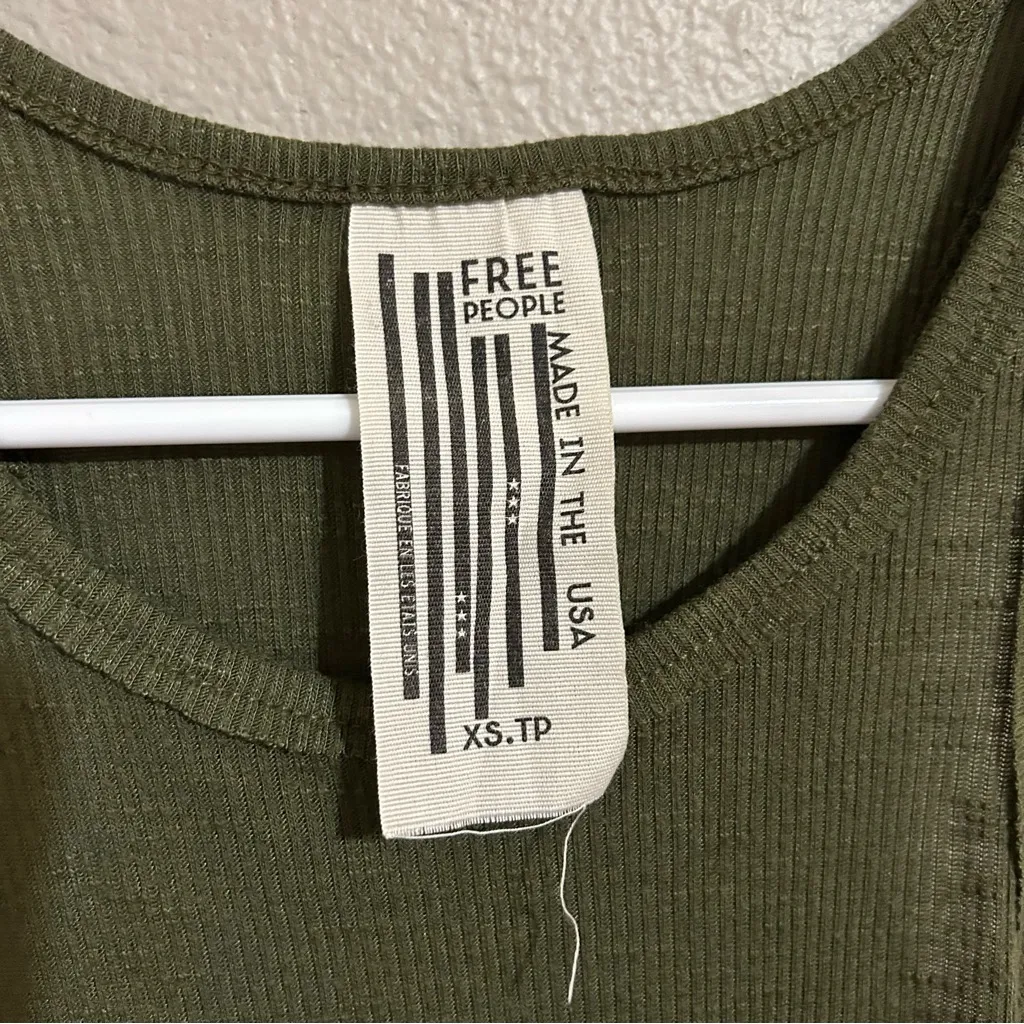 FREE
PEOPLE
MADE IN THE USA
FABRIQUE EN LES ETATS UNIS
XS.TP